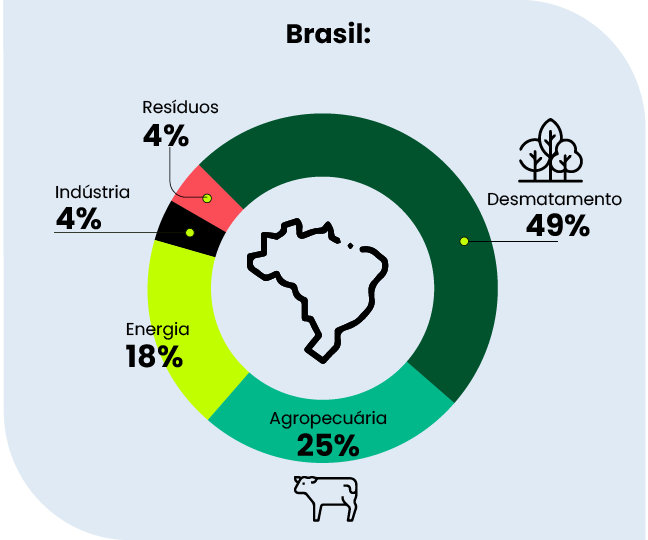 Brasil:
Resíduos
4%
Indústria
4%
Desmatamento
49%
Energia
18%
Agropecuária
25%